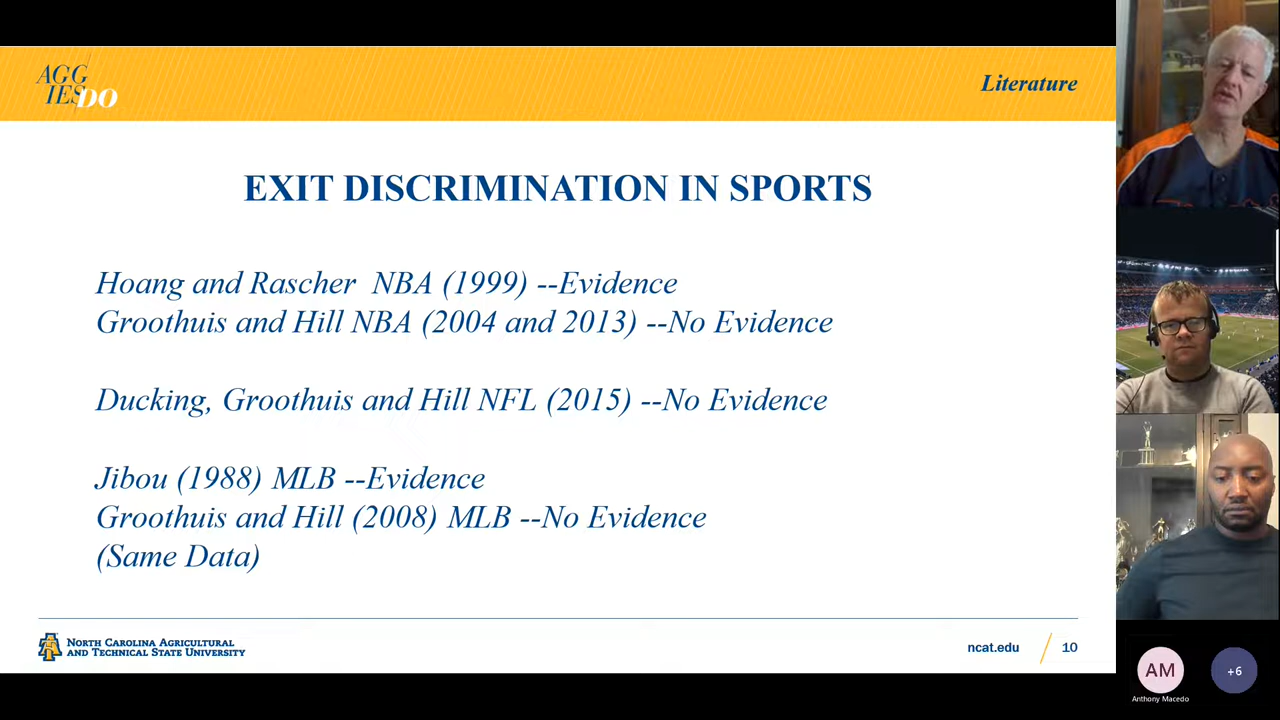 AGG
IES DO
Literature
EXIT DISCRIMINATION IN SPORTS
Hoang and Rascher NBA (1999) --Evidence
Groothuis and Hill NBA (2004 and 2013) --No Evidence
Ducking, Groothuis and Hill NFL (2015) --No Evidence
Jibou (1988) MLB --Evidence
Groothuis and Hill (2008) MLB --No Evidence
(Same Data)
NORTH CAROLINA AGRICULTURAL
AND TECHNICAL STATE UNIVERSITY
ncat.edu
10
AM
Anthony Macedo
+6